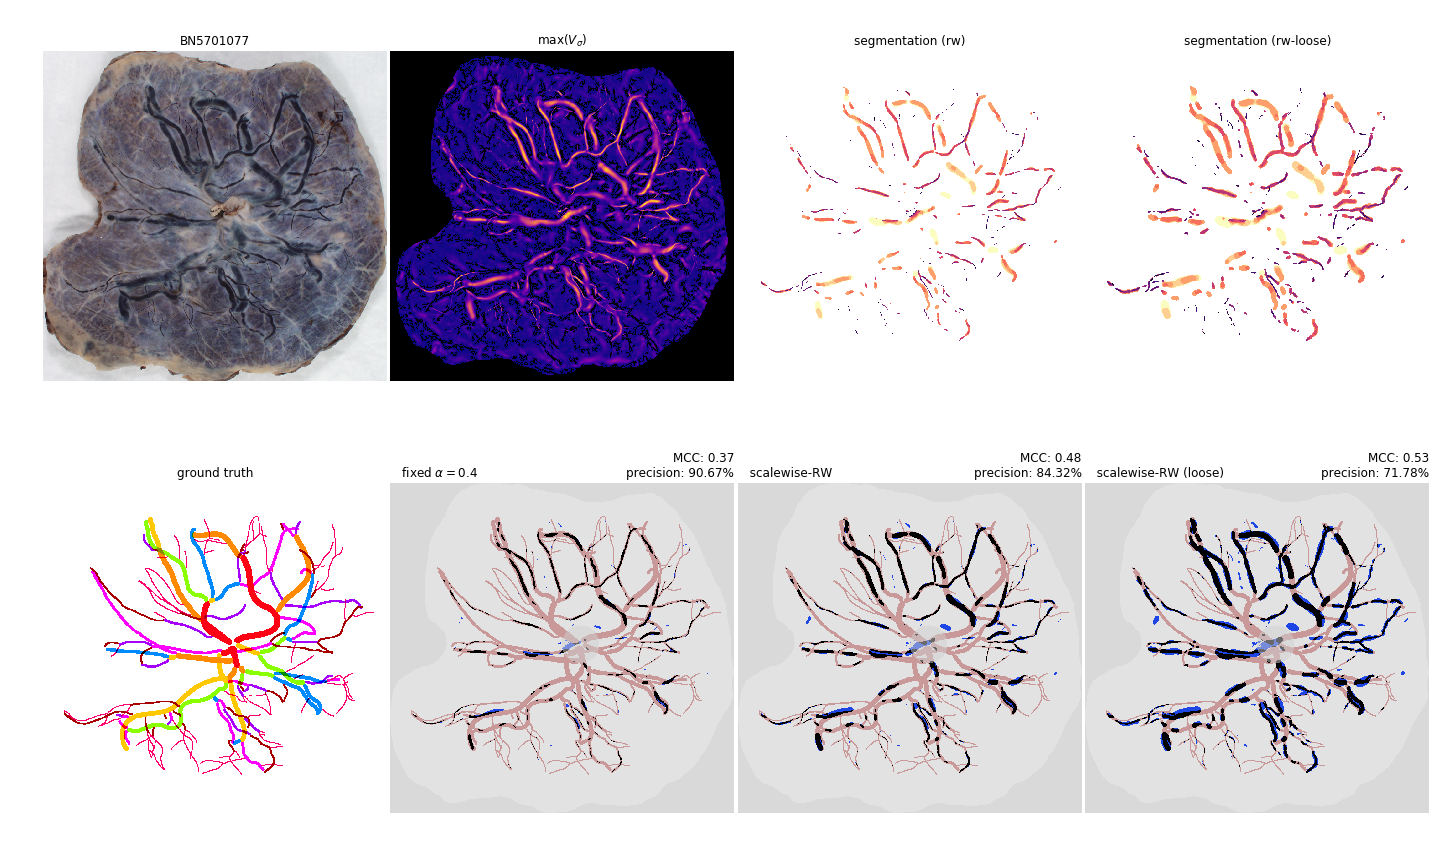 BN5701077
max(V_σ)
segmentation (rw)
segmentation (rw-loose)
ground truth
fixed α = 0.4
MCC: 0.37
precision: 90.67%
scalewise-RW
MCC: 0.48
precision: 84.32%
scalewise-RW (loose)
MCC: 0.53
precision: 71.78%